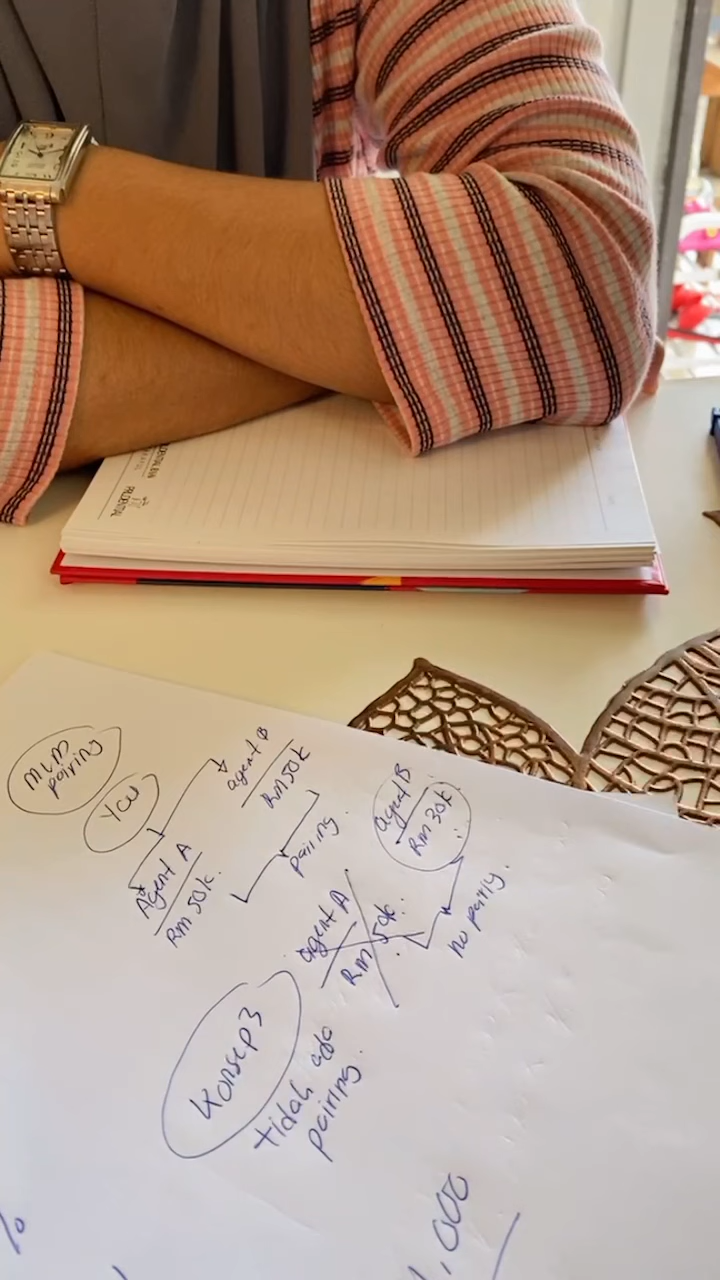 PRUDENTIAL
MLM
pairing
You
Agent A
RM 50k.
agent B
RM 50k
pairing.
agent B
RM 30k
agent A
RM 50k.
no pairing.
Konsep 3
tidak ada
pairing.
,000
%